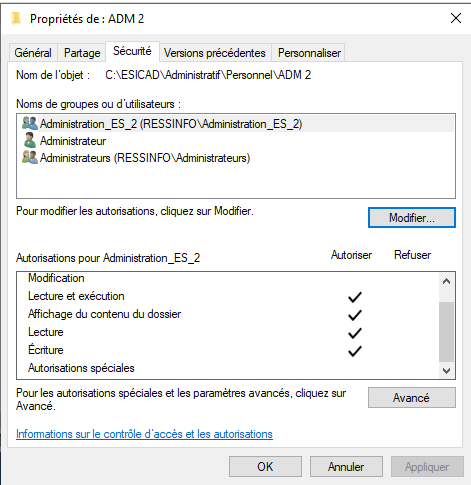 Propriétés de : ADM 2
Général Partage Sécurité Versions précédentes Personnaliser
Nom de l'objet : C:\ESICAD\Administratif\Personnel\ADM 2
Noms de groupes ou d'utilisateurs :
Administration_ES_2 (RESSINFO\Administration_ES_2)
Administrateur
Administrateurs (RESSINFO\Administrateurs)
Pour modifier les autorisations, cliquez sur Modifier.
Modifier...
Autorisations pour Administration_ES_2 Autoriser Refuser
Modification
Lecture et exécution
Affichage du contenu du dossier
Lecture
Écriture
Autorisations spéciales
Pour les autorisations spéciales et les paramètres avancés, cliquez sur
Avancé.
Avancé
Informations sur le contrôle d'accès et les autorisations
OK Annuler Appliquer